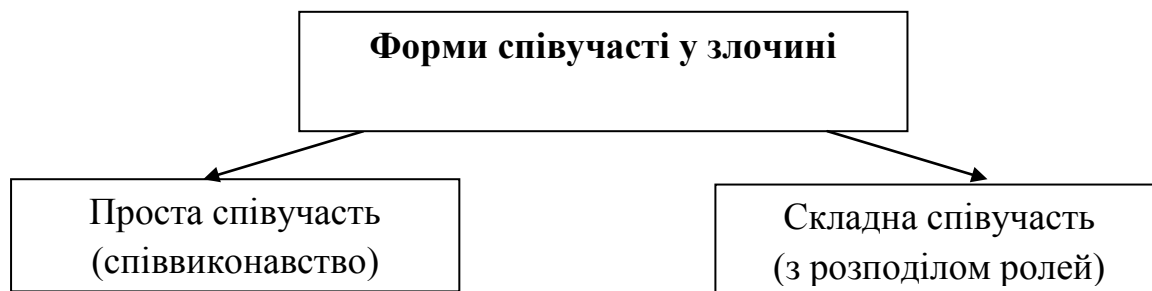 Форми співучасті у злочині
Проста співучасть
(співвиконавство)
Складна співучасть
(з розподілом ролей)